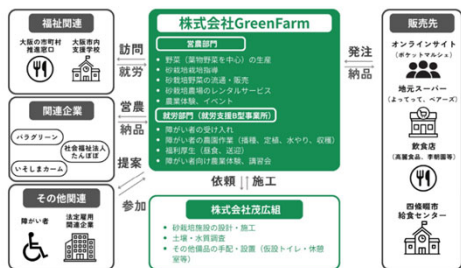 福祉関連
大阪の市町村
推進窓口
大阪市内
支援学校
関連企業
パラグリーン
社会福祉法人
たんぽぽ
いそしまカーム
その他関連
障がい者
法定雇用
関連企業
訪問
就労
営農
納品
提案
参加
株式会社GreenFarm
営農部門
・野菜（葉物野菜を中心）の生産
・砂栽培栽培指導
・砂栽培野菜の流通・販売
・砂栽培農場のレンタルサービス
・農業体験、イベント
就労部門（就労支援B型事業所）
・障がい者の受け入れ
・障がい者の農園作業（播種、定植、水やり、収穫）
・福利厚生（昼食、送迎）
・障がい者向け農業体験、講習会
依頼
施工
株式会社茂広組
・砂栽培施設の設計・施工
・土壌・水質調査
・その他備品の手配・設置（仮設トイレ・休憩
室等）
発注
納品
販売先
オンラインサイト
（ポケットマルシェ）
地元スーパー
（よってって、ペアーズ）
飲食店
（高麗食品、李朝園等）
四條畷市
給食センター